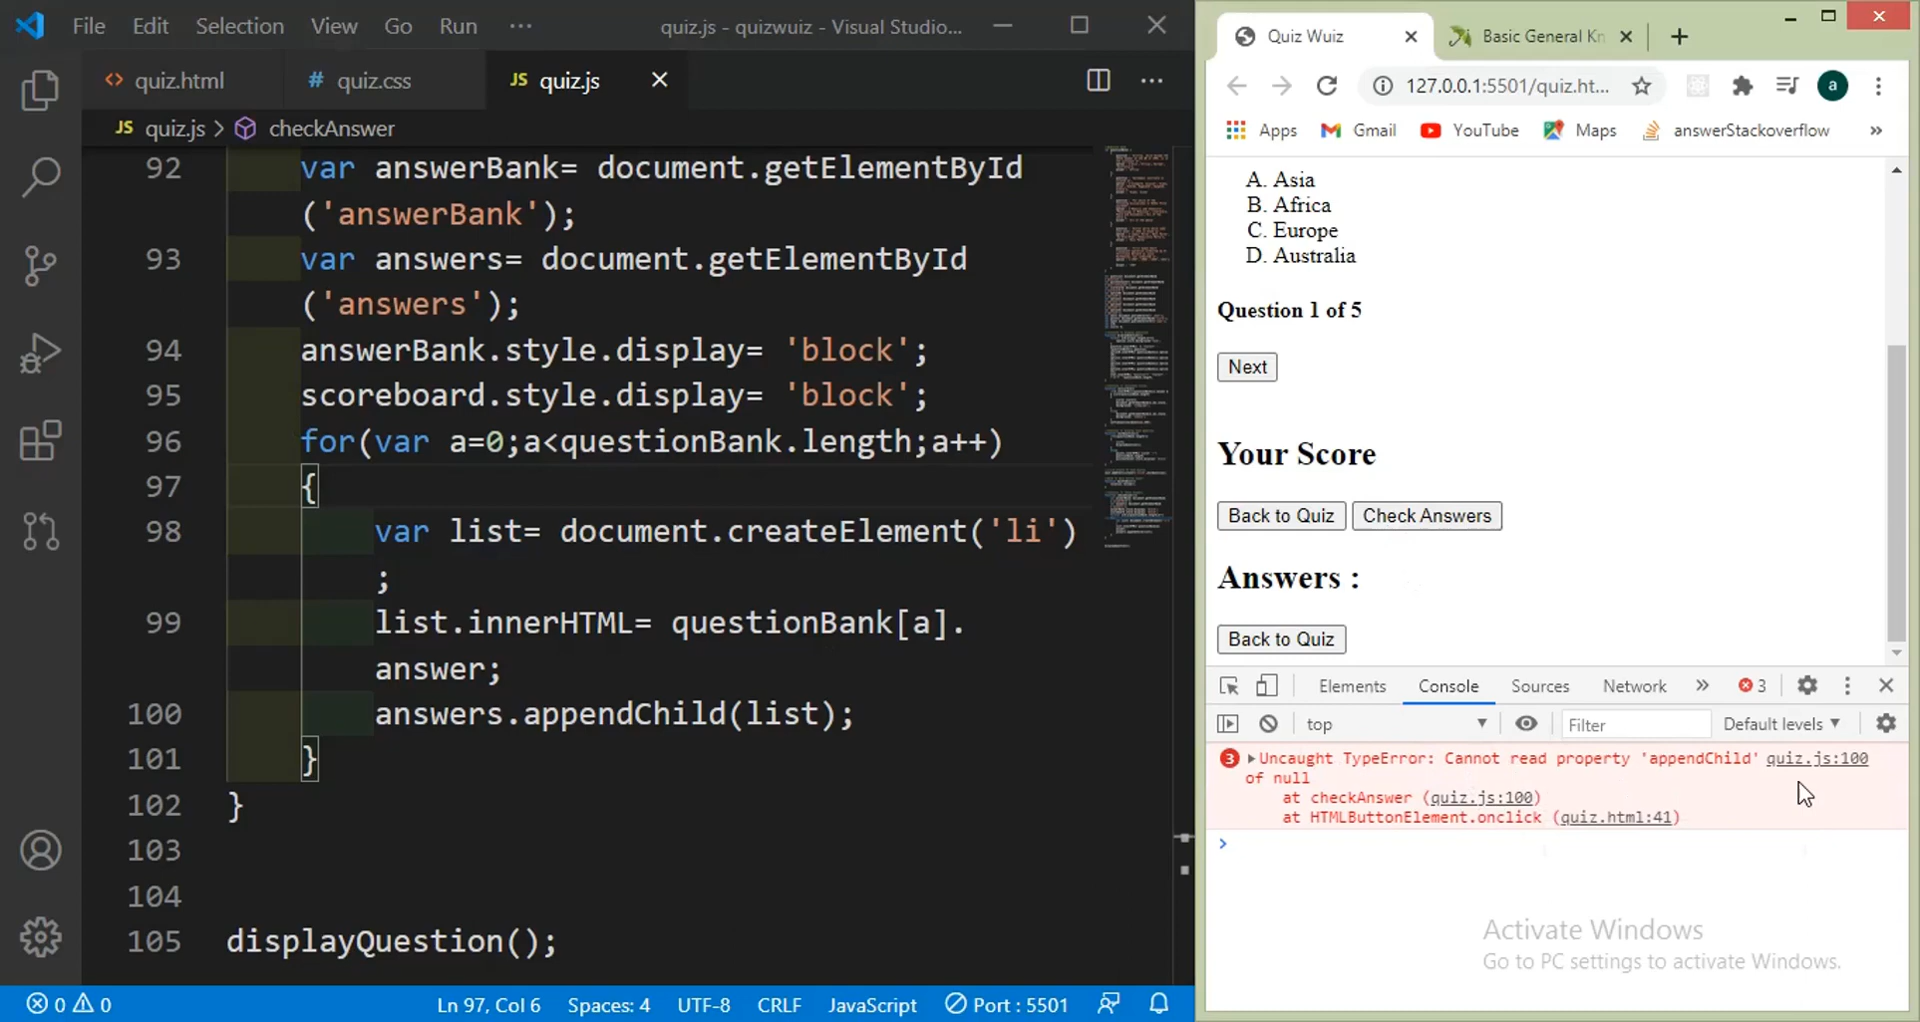 File Edit Selection View Go Run ··· quiz.js - quizwuiz - Visual Studio...
<> quiz.html # quiz.css JS quiz.js
JS quiz.js > checkAnswer
92 var answerBank= document.getElementById
('answerBank');
93 var answers= document.getElementById
('answers');
94 answerBank.style.display= 'block';
95 scoreboard.style.display= 'block';
96 for(var a=0;a<questionBank.length;a++)
97 {
98 var list= document.createElement('li')
;
99 list.innerHTML= questionBank[a].
answer;
100 answers.appendChild(list);
101 }
102 }
103
104
105 displayQuestion();
0 0 Ln 97, Col 6 Spaces: 4 UTF-8 CRLF JavaScript Port : 5501
Quiz Wuiz Basic General Kn
127.0.0.1:5501/quiz.ht... a
Apps Gmail YouTube Maps answerStackoverflow »
A. Asia
B. Africa
C. Europe
D. Australia
Question 1 of 5
Next
Your Score
Back to Quiz Check Answers
Answers :
Back to Quiz
Elements Console Sources Network » 3
top Filter Default levels
3 Uncaught TypeError: Cannot read property 'appendChild' quiz.js:100
of null
at checkAnswer (quiz.js:100)
at HTMLButtonElement.onclick (quiz.html:41)
>
Activate Windows
Go to PC settings to activate Windows.